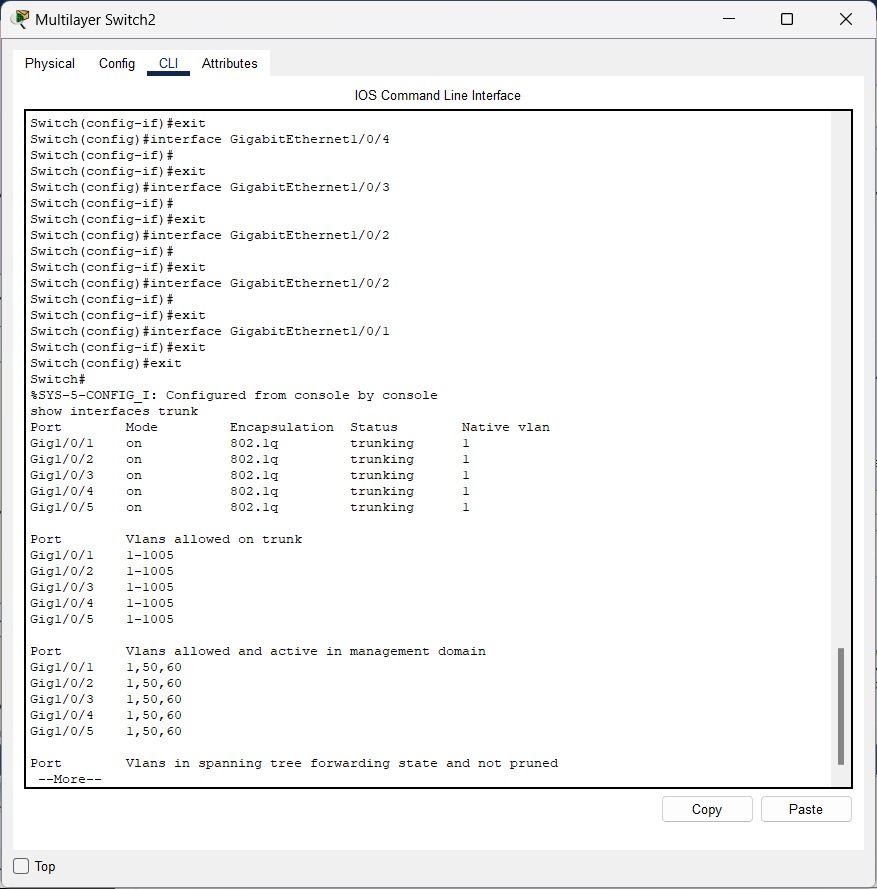 Multilayer Switch2
Physical Config CLI Attributes
IOS Command Line Interface
Switch(config-if)#exit
Switch(config)#interface GigabitEthernet1/0/4
Switch(config-if)#
Switch(config-if)#exit
Switch(config)#interface GigabitEthernet1/0/3
Switch(config-if)#
Switch(config-if)#exit
Switch(config)#interface GigabitEthernet1/0/2
Switch(config-if)#
Switch(config-if)#exit
Switch(config)#interface GigabitEthernet1/0/2
Switch(config-if)#
Switch(config-if)#exit
Switch(config)#interface GigabitEthernet1/0/1
Switch(config-if)#exit
Switch(config)#exit
Switch#
%SYS-5-CONFIG_I: Configured from console by console
show interfaces trunk
Port        Mode         Encapsulation  Status        Native vlan
Gig1/0/1    on           802.1q         trunking      1
Gig1/0/2    on           802.1q         trunking      1
Gig1/0/3    on           802.1q         trunking      1
Gig1/0/4    on           802.1q         trunking      1
Gig1/0/5    on           802.1q         trunking      1
Port        Vlans allowed on trunk
Gig1/0/1    1-1005
Gig1/0/2    1-1005
Gig1/0/3    1-1005
Gig1/0/4    1-1005
Gig1/0/5    1-1005
Port        Vlans allowed and active in management domain
Gig1/0/1    1,50,60
Gig1/0/2    1,50,60
Gig1/0/3    1,50,60
Gig1/0/4    1,50,60
Gig1/0/5    1,50,60
Port        Vlans in spanning tree forwarding state and not pruned
--More--
Copy Paste
Top